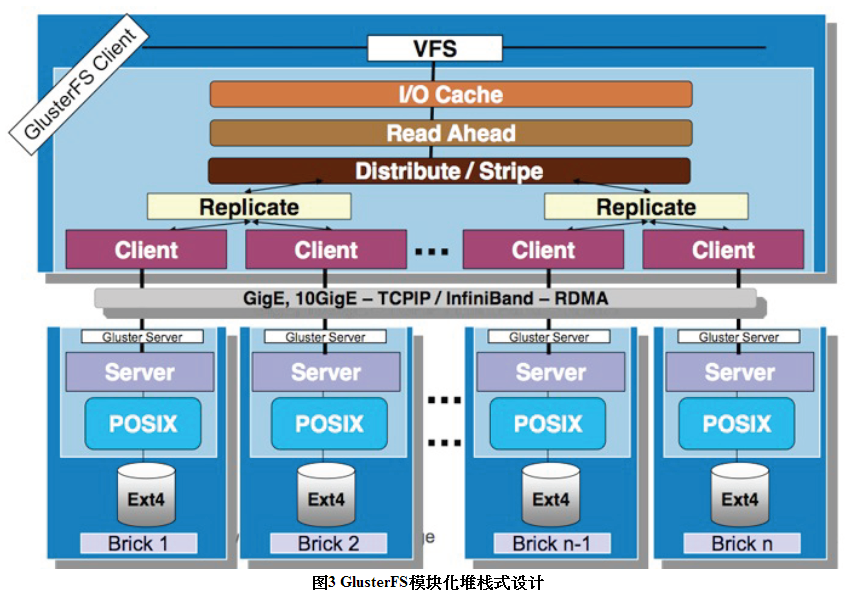 GlusterFS Client
VFS
I/O Cache
Read Ahead
Distribute / Stripe
Replicate Replicate
Client Client ... Client Client
GigE, 10GigE – TCPIP / InfiniBand – RDMA
Gluster Server Gluster Server Gluster Server Gluster Server
Server Server Server Server
POSIX POSIX ... POSIX POSIX
...
Ext4 Ext4 Ext4 Ext4
Brick 1 Brick 2 Brick n-1 Brick n
图3 GlusterFS模块化堆栈式设计